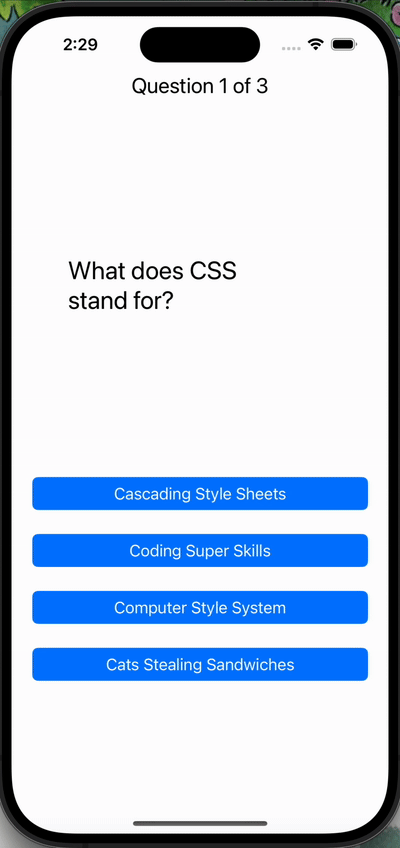 2:29
Question 1 of 3
What does CSS
stand for?
Cascading Style Sheets
Coding Super Skills
Computer Style System
Cats Stealing Sandwiches